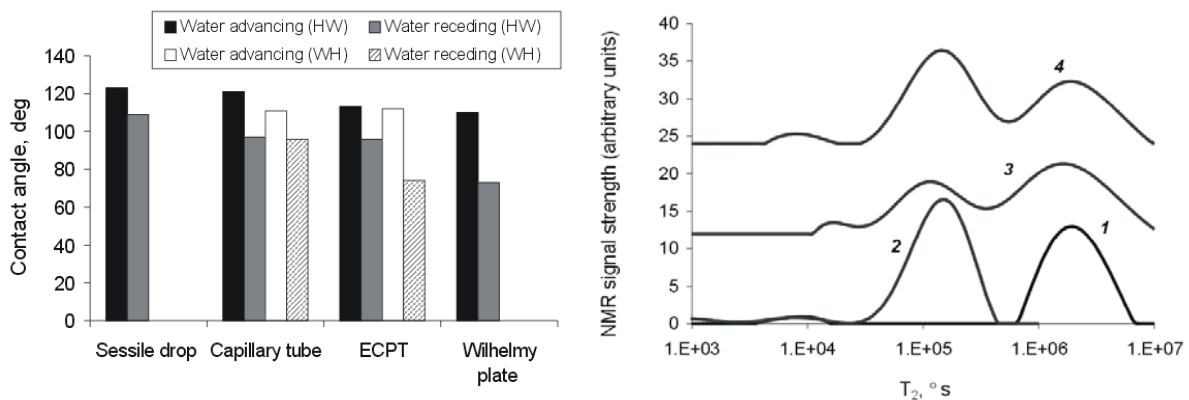 Water advancing (HW) Water receding (HW)
Water advancing (WH) Water receding (WH)
Contact angle, deg
140
120
100
80
60
40
20
0
Sessile drop Capillary tube ECPT Wilhelmy
plate
NMR signal strength (arbitrary units)
40
35
30
25
20
15
10
5
0
4
3
2
1
1.E+03 1.E+04 1.E+05 1.E+06 1.E+07
T₂, ° s